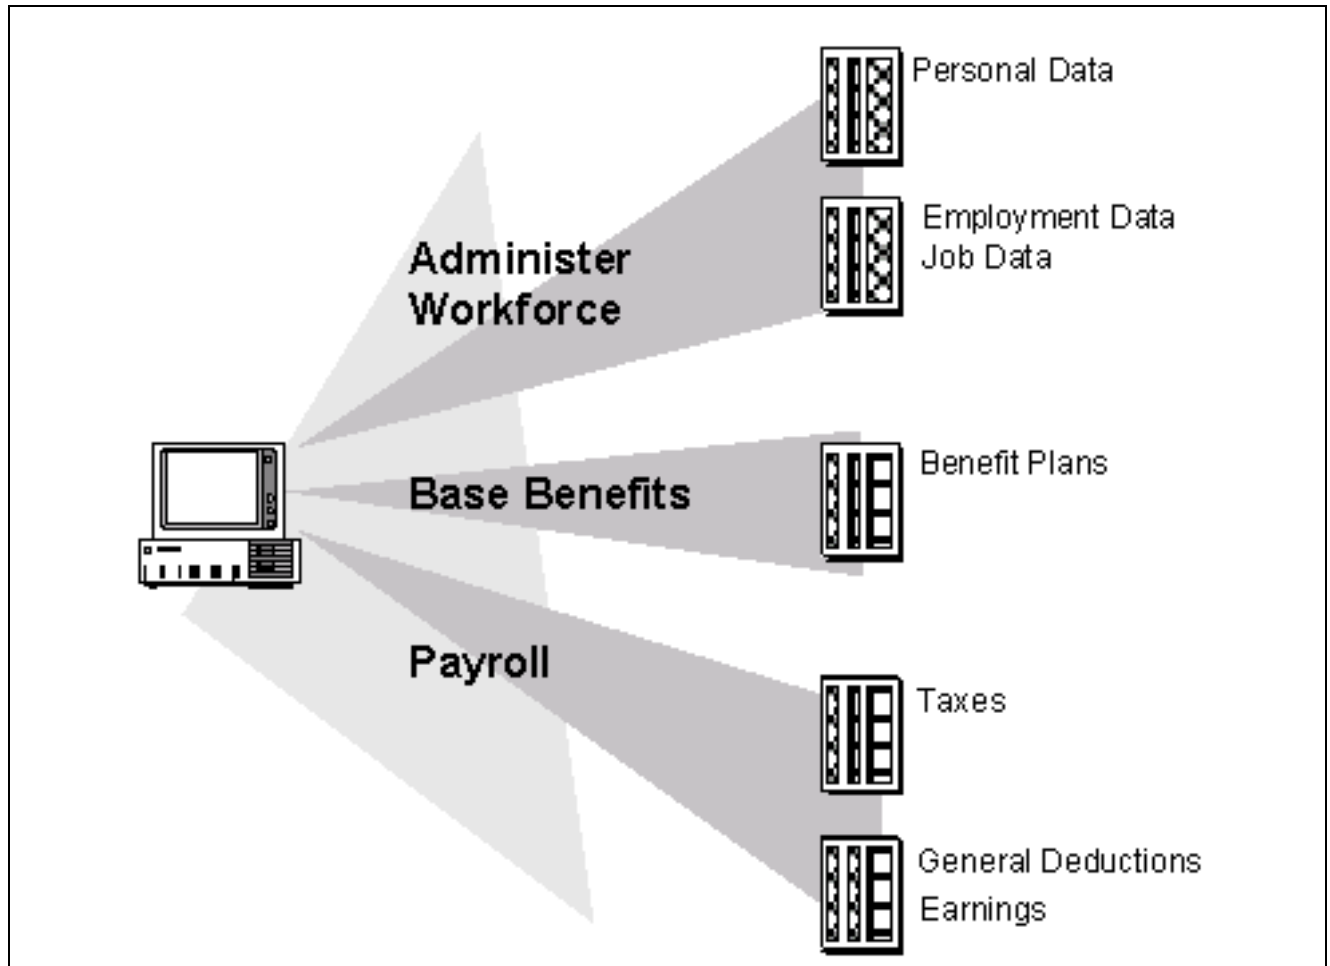 Personal Data
Employment Data
Job Data
Administer
Workforce
Benefit Plans
Base Benefits
Payroll
Taxes
General Deductions
Earnings